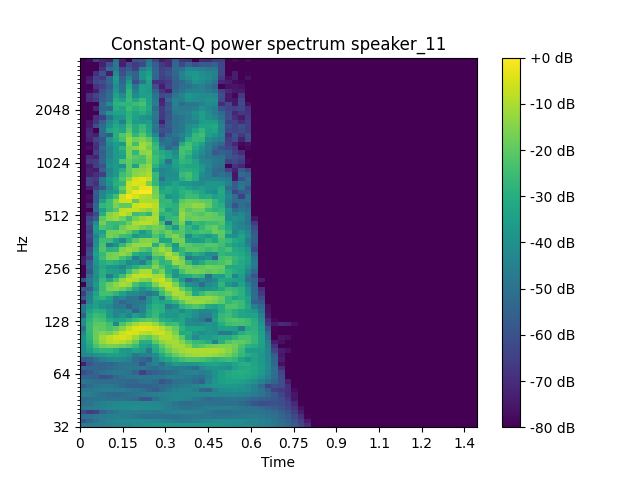 Constant-Q power spectrum speaker_11
Hz
2048
1024
512
256
128
64
32
0 0.15 0.3 0.45 0.6 0.75 0.9 1.1 1.2 1.4
Time
+0 dB
-10 dB
-20 dB
-30 dB
-40 dB
-50 dB
-60 dB
-70 dB
-80 dB